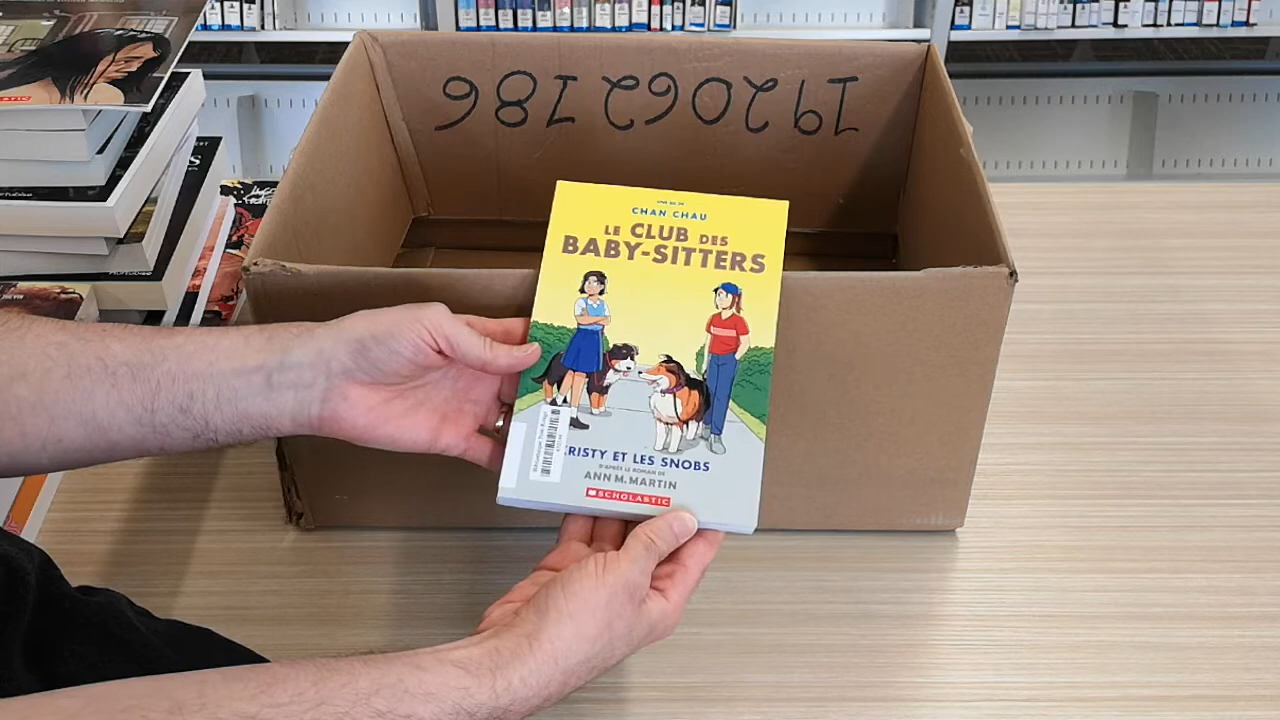 192062186
UNE BD DE
CHAN CHAU
LE CLUB DES
BABY-SITTERS
KRISTY ET LES SNOBS
D'APRÈS LE ROMAN DE
ANN M. MARTIN
SCHOLASTIC